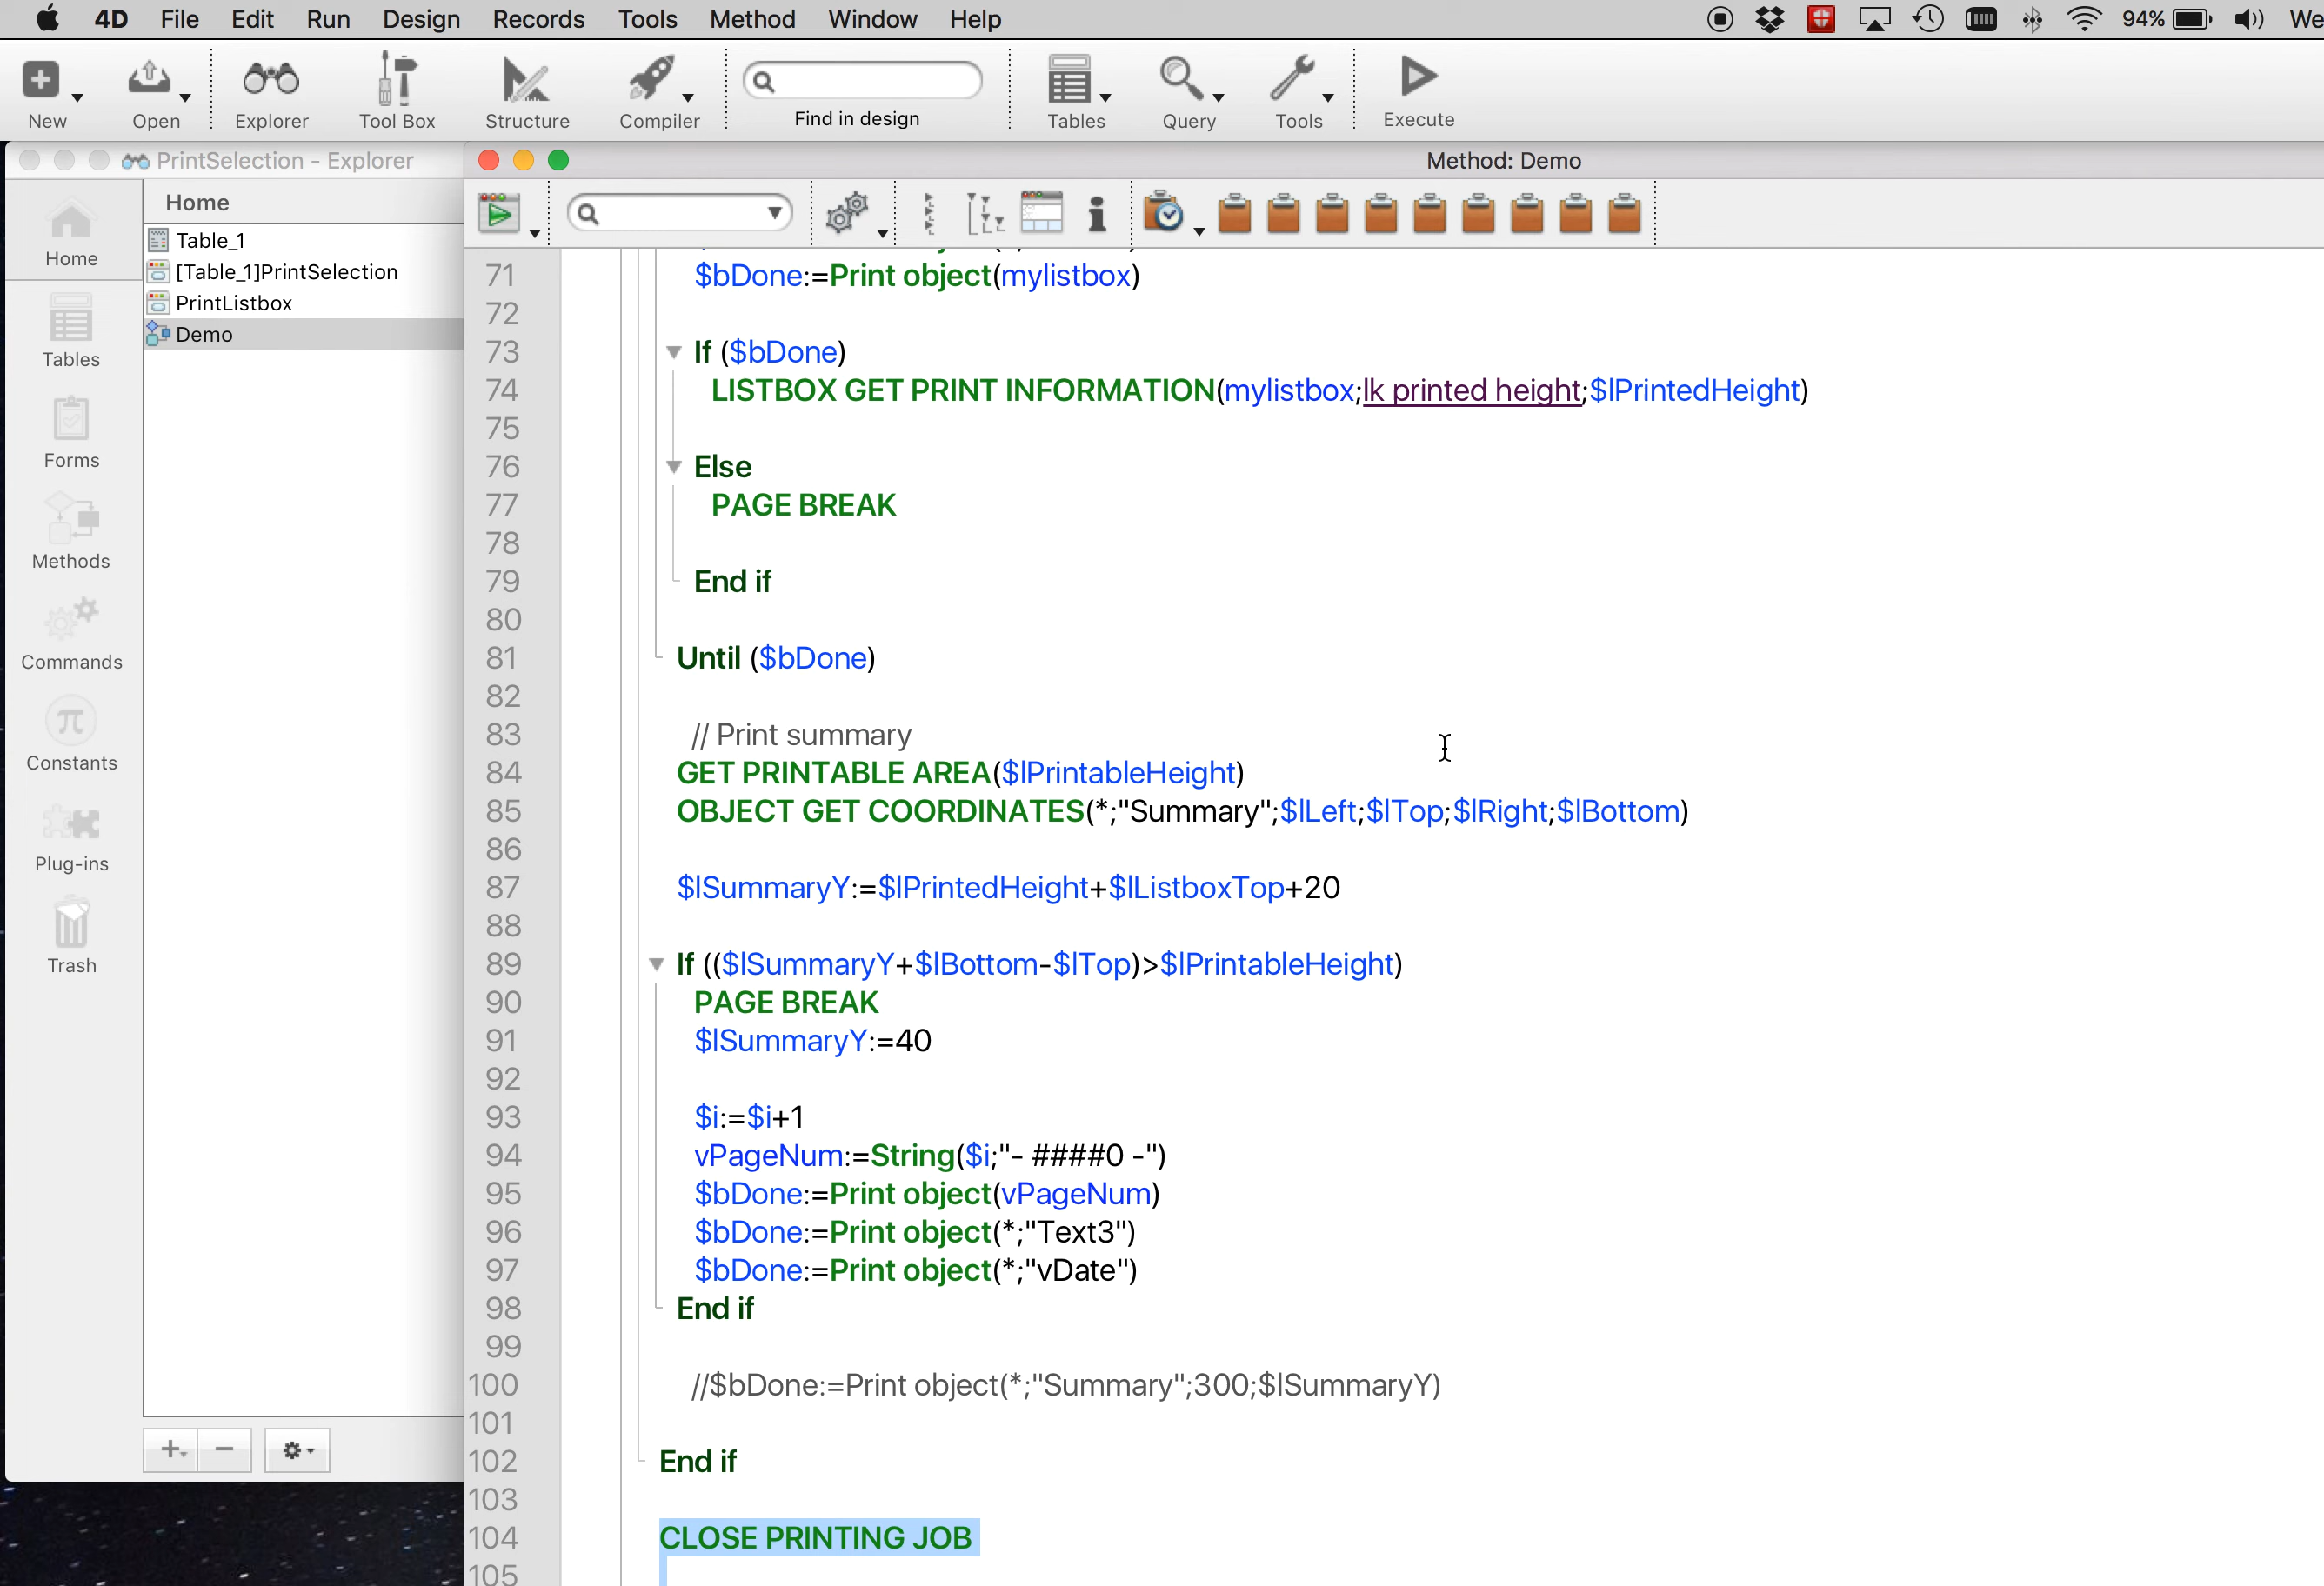 4D File Edit Run Design Records Tools Method Window Help 94% We
New Open Explorer Tool Box Structure Compiler Find in design Tables Query Tools Execute
PrintSelection - Explorer
Method: Demo
Home
Home
Tables
Forms
Methods
Commands
Constants
Plug-ins
Trash
Table_1
[Table_1]PrintSelection
PrintListbox
Demo
71 $bDone:=Print object(mylistbox)
72
73 If ($bDone)
74 LISTBOX GET PRINT INFORMATION(mylistbox;lk printed height;$lPrintedHeight)
75
76 Else
77 PAGE BREAK
78
79 End if
80
81 Until ($bDone)
82
83 // Print summary
84 GET PRINTABLE AREA($lPrintableHeight)
85 OBJECT GET COORDINATES(*;"Summary";$lLeft;$lTop;$lRight;$lBottom)
86
87 $lSummaryY:=$lPrintedHeight+$lListboxTop+20
88
89 If (($lSummaryY+$lBottom-$lTop)>$lPrintableHeight)
90 PAGE BREAK
91 $lSummaryY:=40
92
93 $i:=$i+1
94 vPageNum:=String($i;"- ####0 -")
95 $bDone:=Print object(vPageNum)
96 $bDone:=Print object(*;"Text3")
97 $bDone:=Print object(*;"vDate")
98 End if
99
100 //$bDone:=Print object(*;"Summary";300;$lSummaryY)
101
102 End if
103
104 CLOSE PRINTING JOB
105